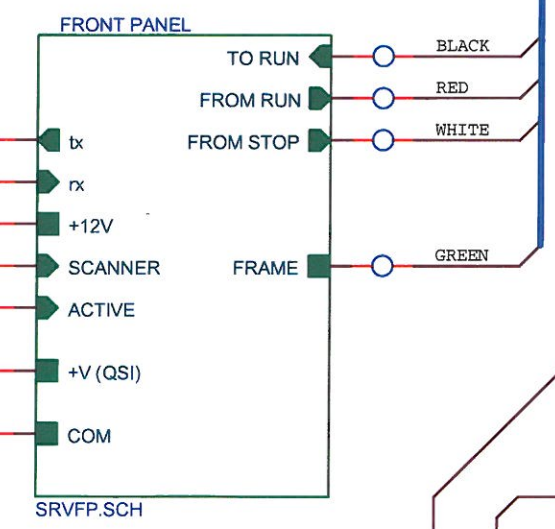 FRONT PANEL
TO RUN
BLACK
FROM RUN
RED
tx
FROM STOP
WHITE
rx
+12V
SCANNER
FRAME
GREEN
ACTIVE
+V (QSI)
COM
SRVFP.SCH